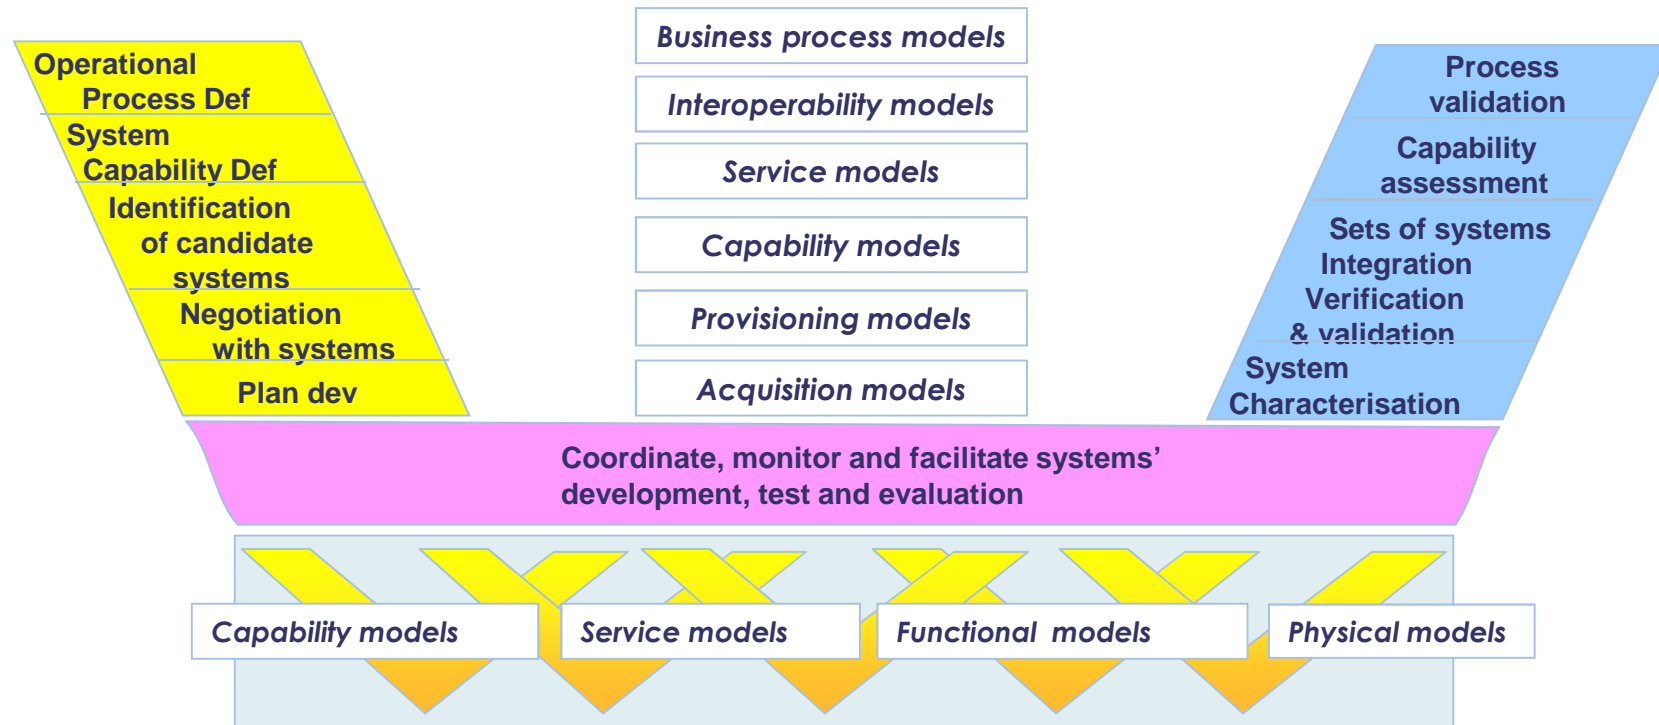 Operational
Process Def
System
Capability Def
Identification
of candidate
systems
Negotiation
with systems
Plan dev
Business process models
Interoperability models
Service models
Capability models
Provisioning models
Acquisition models
Process
validation
Capability
assessment
Sets of systems
Integration
Verification
& validation
System
Characterisation
Coordinate, monitor and facilitate systems’
development, test and evaluation
Capability models
Service models
Functional models
Physical models